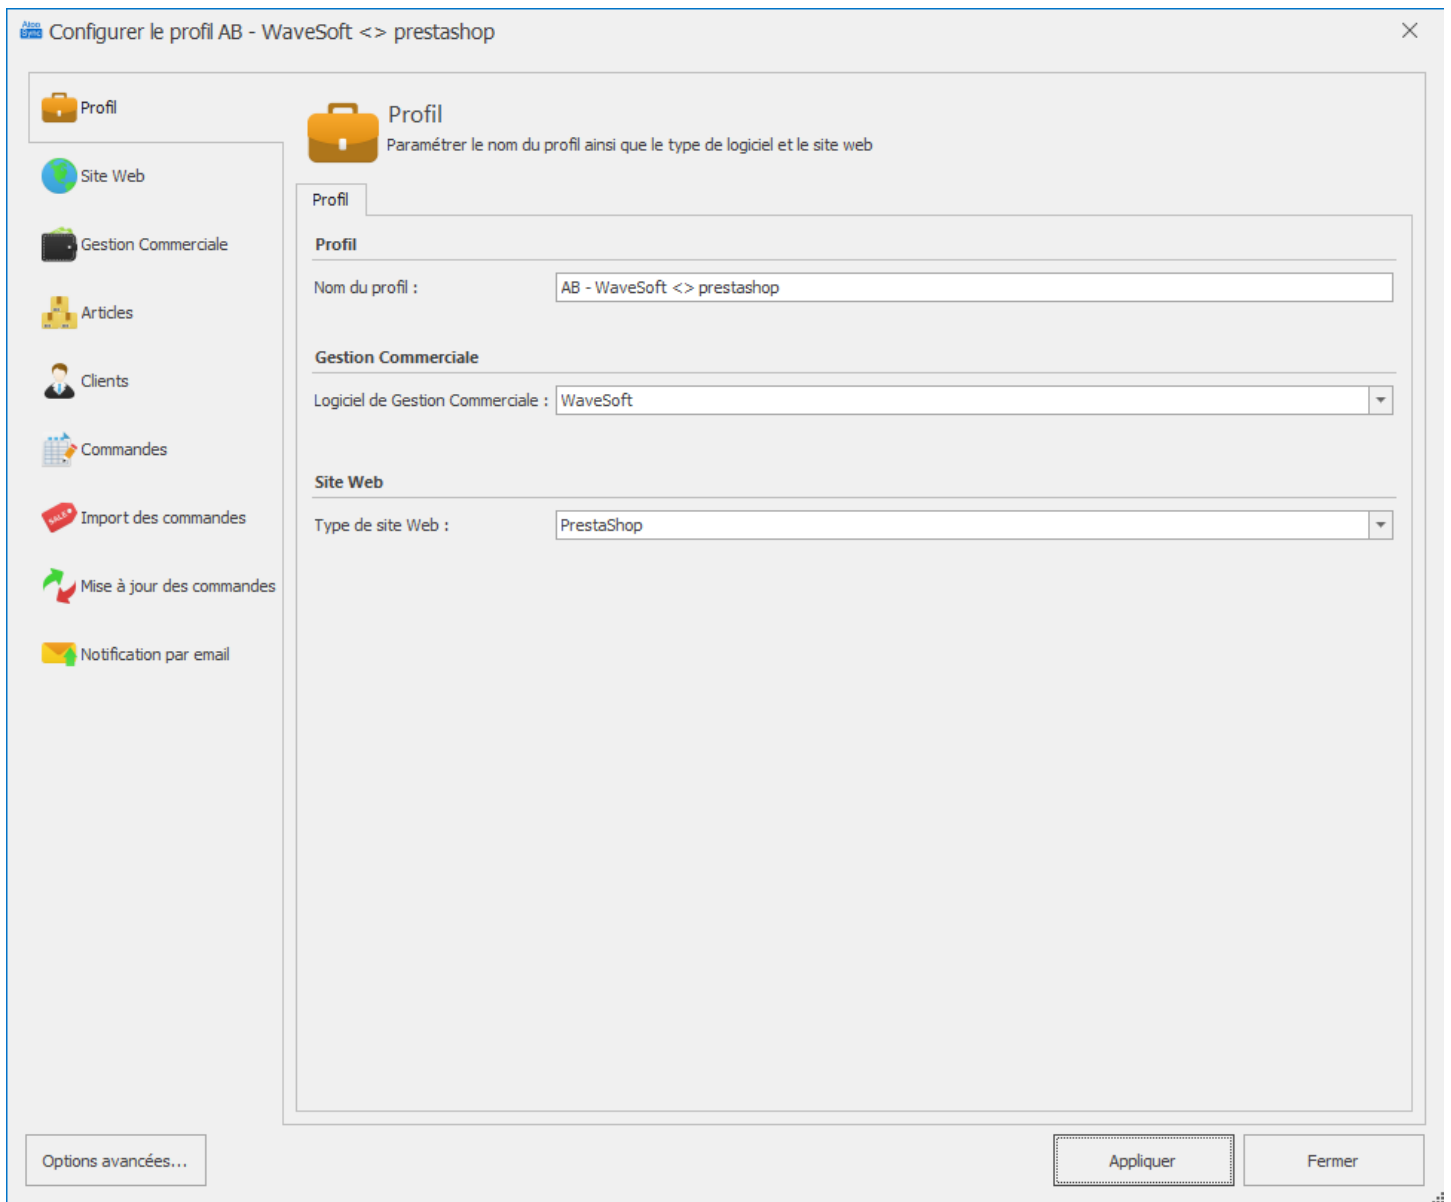 Atoo
Sync
Configurer le profil AB - WaveSoft <> prestashop
Profil
Site Web
Gestion Commerciale
Articles
Clients
Commandes
SALE
Import des commandes
Mise à jour des commandes
Notification par email
Profil
Paramétrer le nom du profil ainsi que le type de logiciel et le site web
Profil
Profil
Nom du profil : AB - WaveSoft <> prestashop
Gestion Commerciale
Logiciel de Gestion Commerciale : WaveSoft
Site Web
Type de site Web : PrestaShop
Options avancées...
Appliquer
Fermer